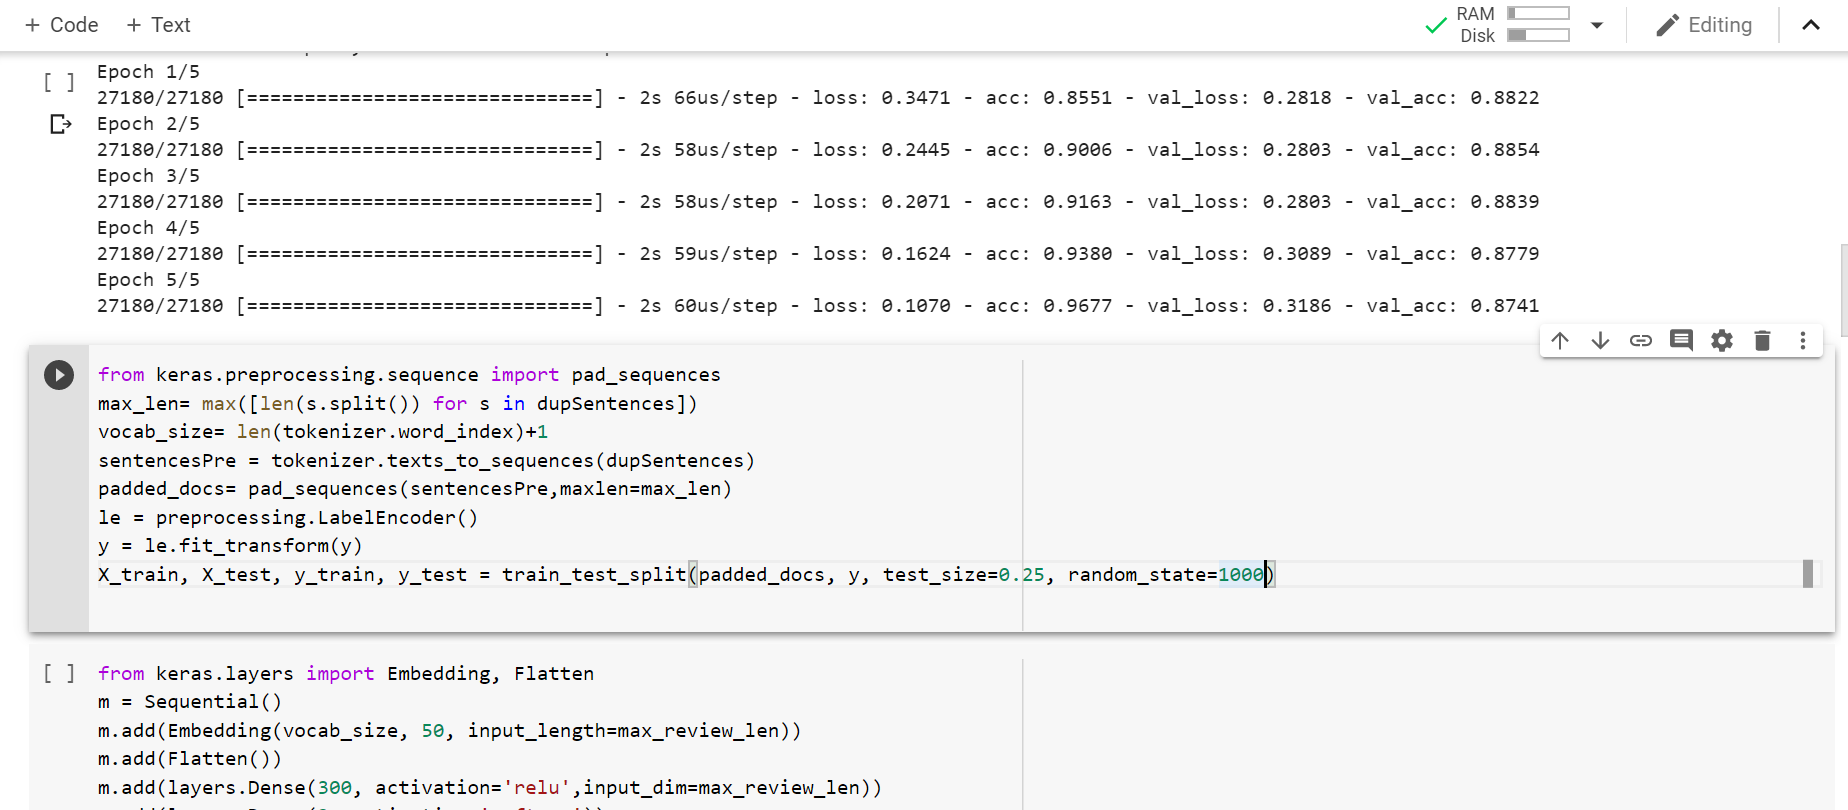 + Code + Text
RAM
Disk
Editing
Epoch 1/5
[ ]
27180/27180 [==============================] - 2s 66us/step - loss: 0.3471 - acc: 0.8551 - val_loss: 0.2818 - val_acc: 0.8822
Epoch 2/5
27180/27180 [==============================] - 2s 58us/step - loss: 0.2445 - acc: 0.9006 - val_loss: 0.2803 - val_acc: 0.8854
Epoch 3/5
27180/27180 [==============================] - 2s 58us/step - loss: 0.2071 - acc: 0.9163 - val_loss: 0.2803 - val_acc: 0.8839
Epoch 4/5
27180/27180 [==============================] - 2s 59us/step - loss: 0.1624 - acc: 0.9380 - val_loss: 0.3089 - val_acc: 0.8779
Epoch 5/5
27180/27180 [==============================] - 2s 60us/step - loss: 0.1070 - acc: 0.9677 - val_loss: 0.3186 - val_acc: 0.8741
from keras.preprocessing.sequence import pad_sequences
max_len= max([len(s.split()) for s in dupSentences])
vocab_size= len(tokenizer.word_index)+1
sentencesPre = tokenizer.texts_to_sequences(dupSentences)
padded_docs= pad_sequences(sentencesPre,maxlen=max_len)
le = preprocessing.LabelEncoder()
y = le.fit_transform(y)
X_train, X_test, y_train, y_test = train_test_split(padded_docs, y, test_size=0.25, random_state=1000)
[ ] from keras.layers import Embedding, Flatten
m = Sequential()
m.add(Embedding(vocab_size, 50, input_length=max_review_len))
m.add(Flatten())
m.add(layers.Dense(300, activation='relu',input_dim=max_review_len))